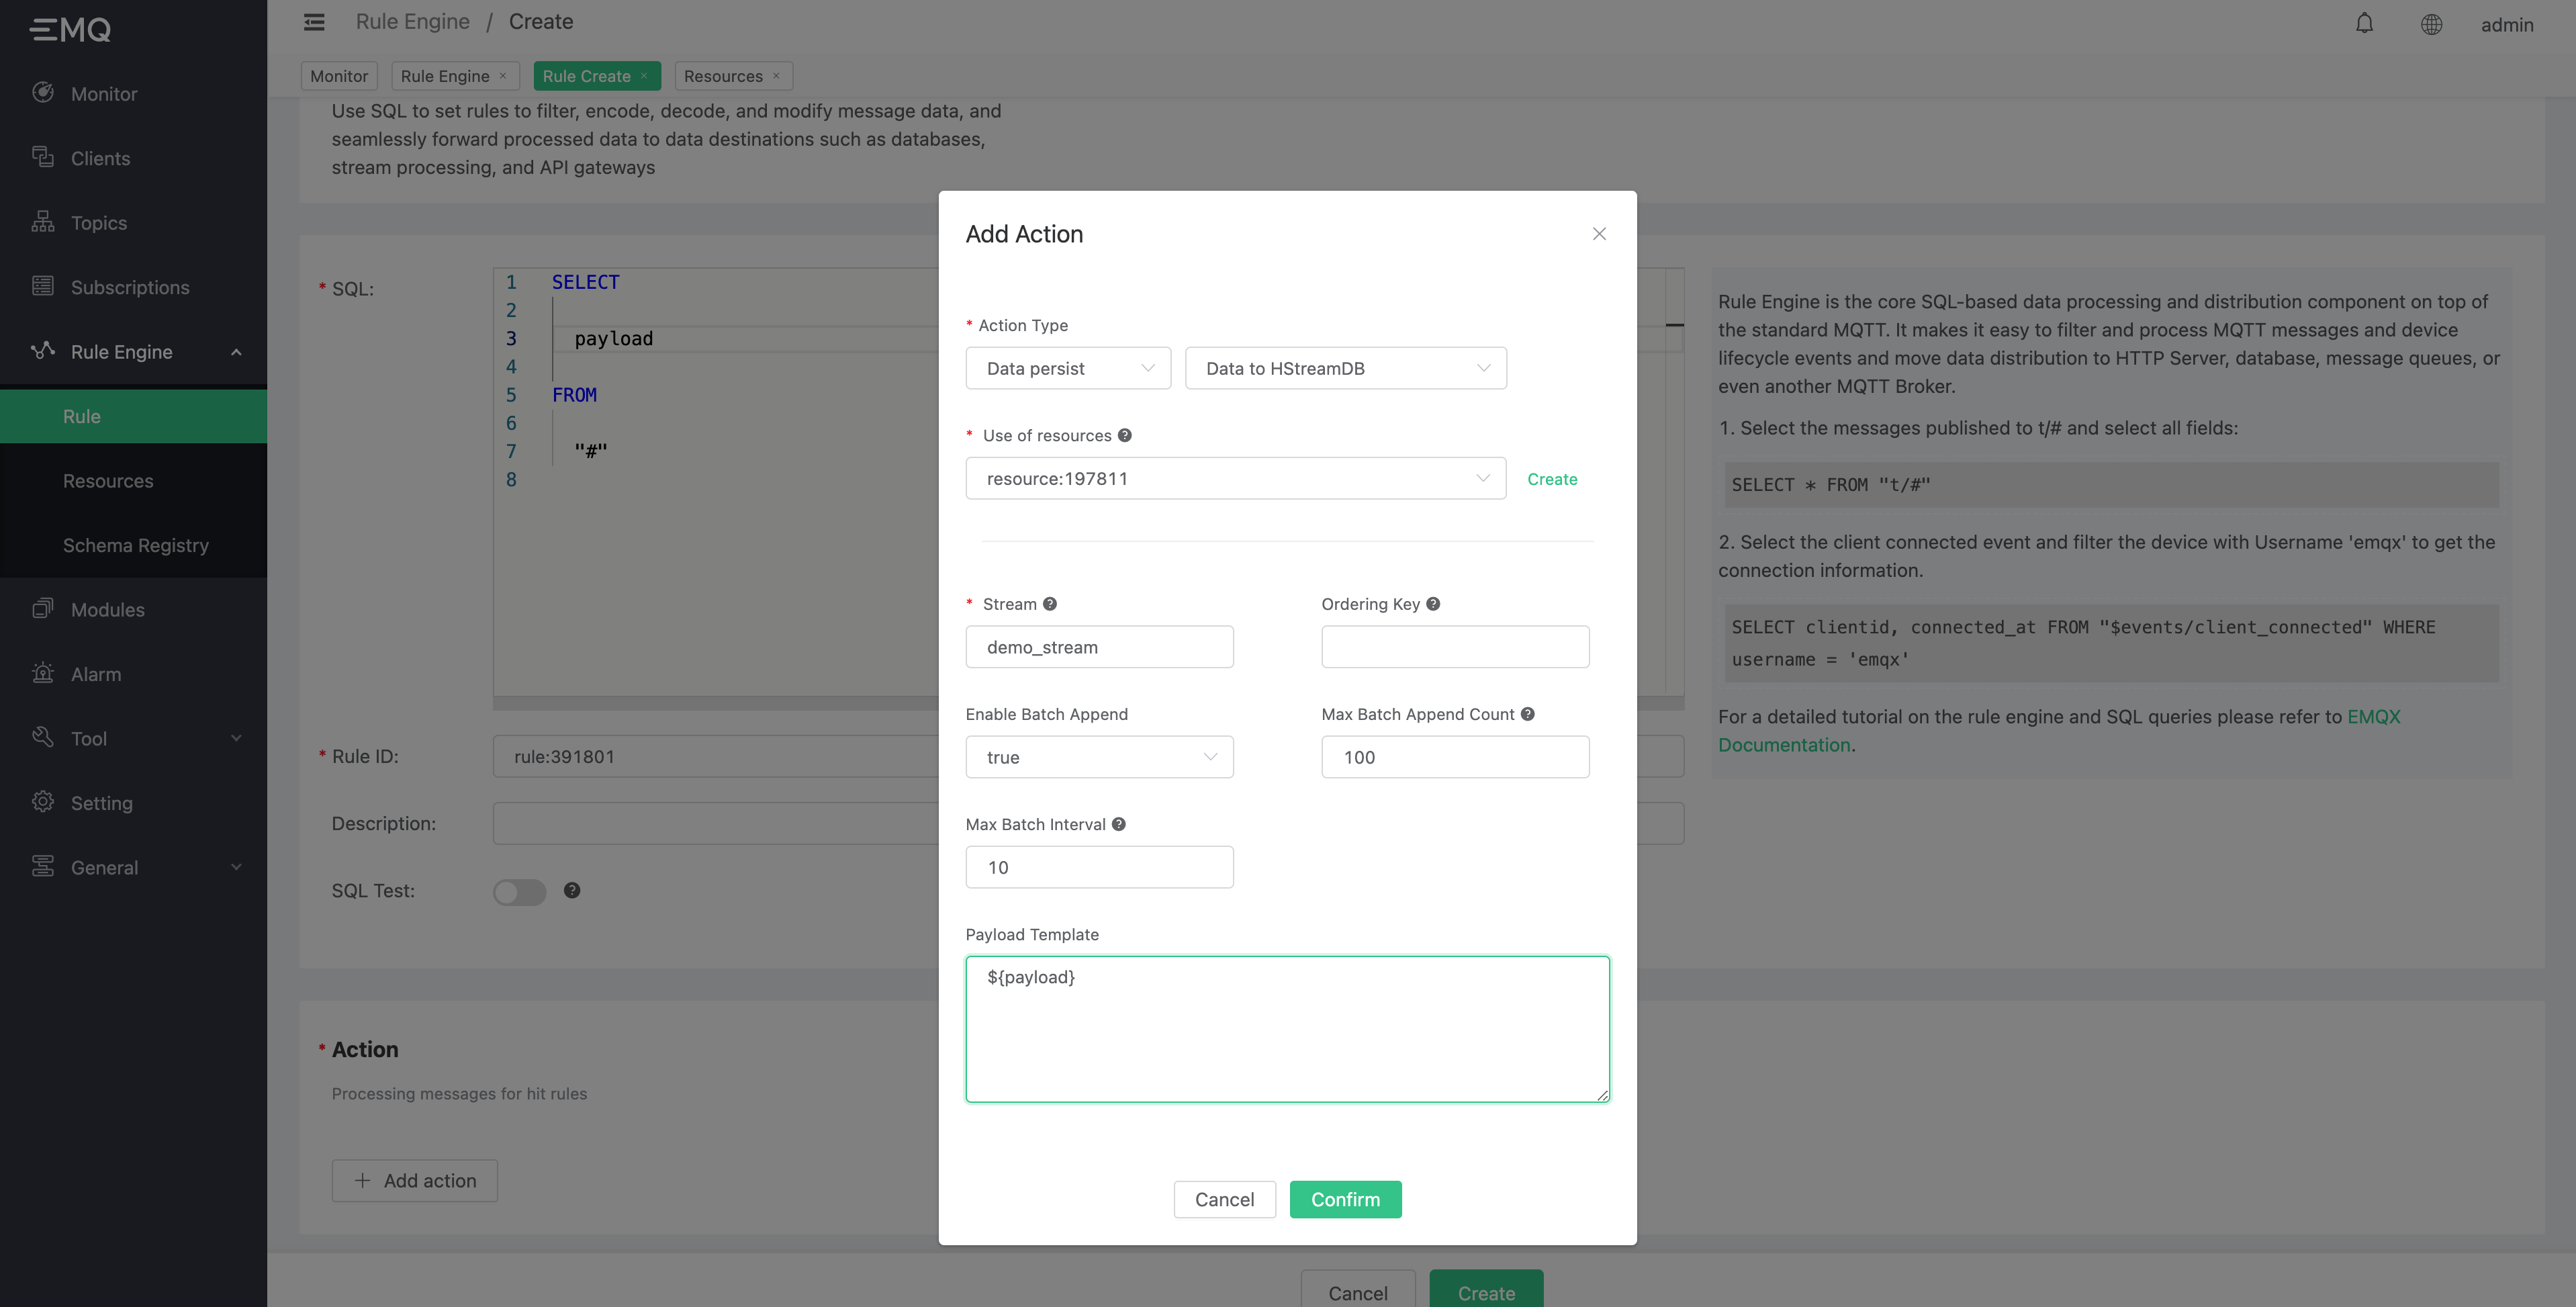 EMQ
Monitor
Clients
Topics
Subscriptions
Rule Engine
Rule
Resources
Schema Registry
Modules
Alarm
Tool
Setting
General
Rule Engine / Create
admin
Monitor
Rule Engine ×
Rule Create ×
Resources ×
Use SQL to set rules to filter, encode, decode, and modify message data, and
seamlessly forward processed data to data destinations such as databases,
stream processing, and API gateways
* SQL:
1 SELECT
2
3 payload
4
5 FROM
6
7 "#"
8
* Rule ID:
rule:391801
Description:
SQL Test:
Rule Engine is the core SQL-based data processing and distribution component on top of
the standard MQTT. It makes it easy to filter and process MQTT messages and device
lifecycle events and move data distribution to HTTP Server, database, message queues, or
even another MQTT Broker.
1. Select the messages published to t/# and select all fields:
SELECT * FROM "t/#"
2. Select the client connected event and filter the device with Username 'emqx' to get the
connection information.
SELECT clientid, connected_at FROM "$events/client_connected" WHERE
username = 'emqx'
For a detailed tutorial on the rule engine and SQL queries please refer to EMQX
Documentation.
* Action
Processing messages for hit rules
+ Add action
Cancel
Create
Add Action
* Action Type
Data persist
Data to HStreamDB
* Use of resources ?
resource:197811
Create
* Stream ?
demo_stream
Ordering Key ?
Enable Batch Append
true
Max Batch Append Count ?
100
Max Batch Interval ?
10
Payload Template
${payload}
Cancel
Confirm